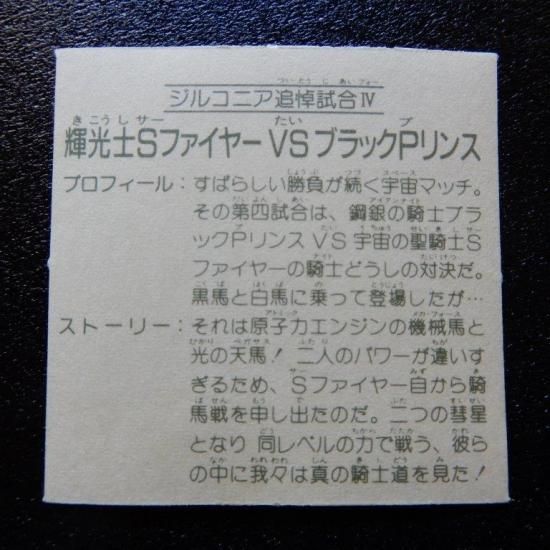 ジルコニア追悼試合Ⅳ
輝光士SファイヤーVSブラックPリンス
プロフィール：すばらしい勝負が続く宇宙マッチ。
その第四試合は、鋼銀の騎士ブラ
ックPリンスVS宇宙の聖騎士S
ファイヤーの騎士どうしの対決だ。
黒馬と白馬に乗って登場したが…
ストーリー：それは原子力エンジンの機械馬と
光の天馬！二人のパワーが違いす
ぎるため、Sファイヤー自から騎
馬戦を申し出たのだ。二つの彗星
となり同レベルの力で戦う、彼ら
の中に我々は真の騎士道を見た！